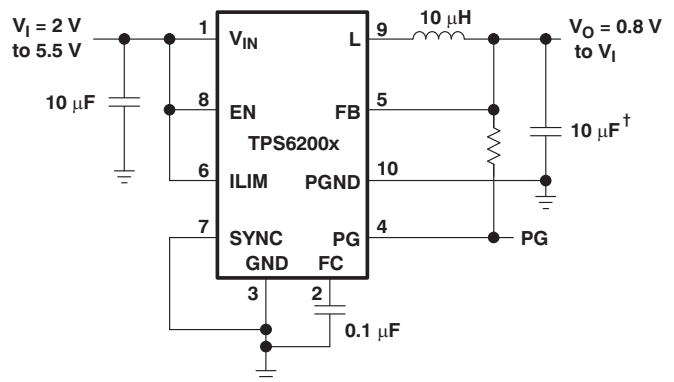 V_I = 2 V
to 5.5 V
10 μF
1
V_IN
8
EN
6
ILIM
7
SYNC
GND
3
FC
2
0.1 μF
TPS6200x
L
9
10 μH
FB
5
PGND
10
PG
4
PG
V_O = 0.8 V
to V_I
10 μF†